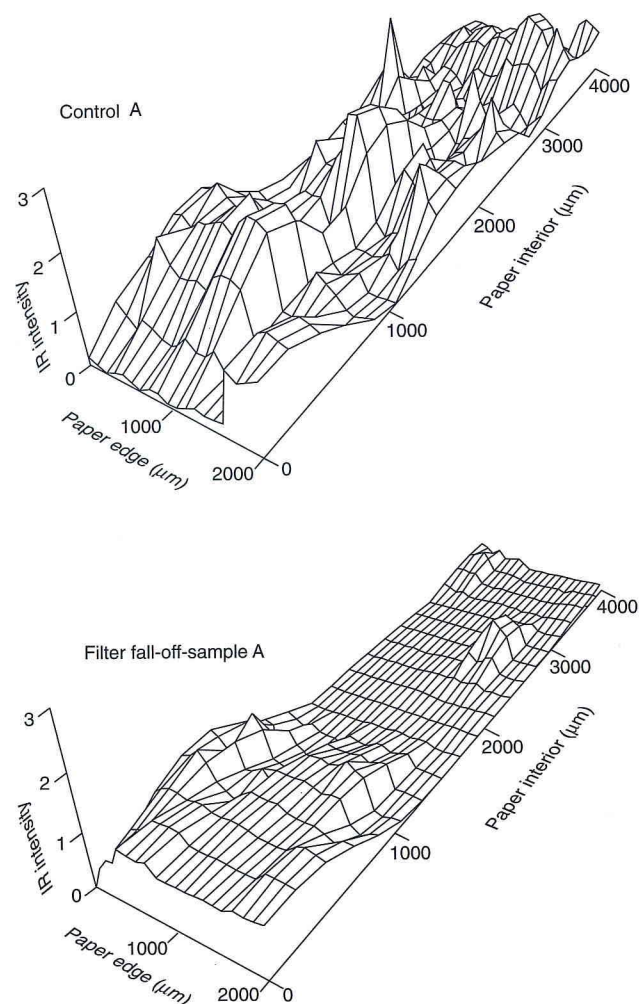 Control A
3
2
1
0
IR intensity
Paper edge (μm)
1000
2000
0
1000
2000
3000
4000
Paper interior (μm)
Filter fall-off-sample A
3
2
1
0
IR intensity
Paper edge (μm)
1000
2000
0
1000
2000
3000
4000
Paper interior (μm)